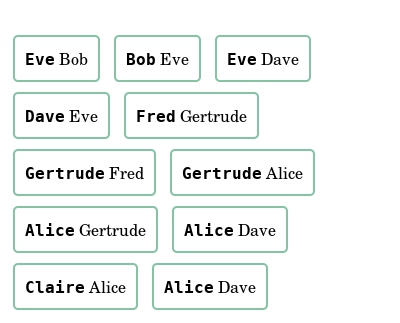 Eve Bob Bob Eve Eve Dave
Dave Eve Fred Gertrude
Gertrude Fred Gertrude Alice
Alice Gertrude Alice Dave
Claire Alice Alice Dave